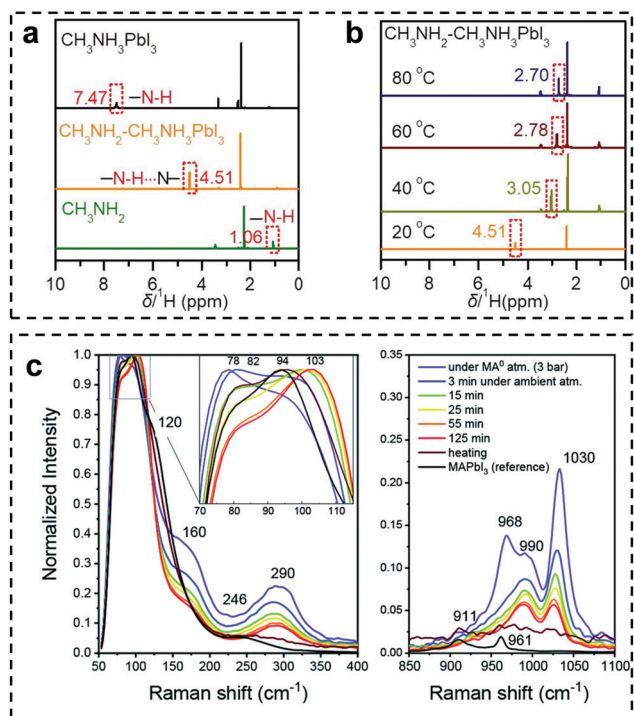 a
CH₃NH₃PbI₃
7.47
–N-H
CH₃NH₂-CH₃NH₃PbI₃
–N-H···N–
4.51
CH₃NH₂
–N-H
1.06
10 8 6 4 2 0
δ/¹H (ppm)
b
CH₃NH₂-CH₃NH₃PbI₃
80 °C
2.70
60 °C
2.78
40 °C
3.05
20 °C
4.51
10 8 6 4 2 0
δ/¹H(ppm)
c
Normalized Intensity
1.0
0.9
0.8
0.7
0.6
0.5
0.4
0.3
0.2
0.1
0.0
78 82 94 103
120
70 80 90 100 110
160
246
290
50 100 150 200 250 300 350 400
Raman shift (cm⁻¹)
0.35
0.30
0.25
0.20
0.15
0.10
0.05
0.00
under MA⁰ atm. (3 bar)
3 min under ambient atm.
15 min
25 min
55 min
125 min
heating
MAPbI₃ (reference)
1030
968
990
911
961
850 900 950 1000 1050 1100
Raman shift (cm⁻¹)